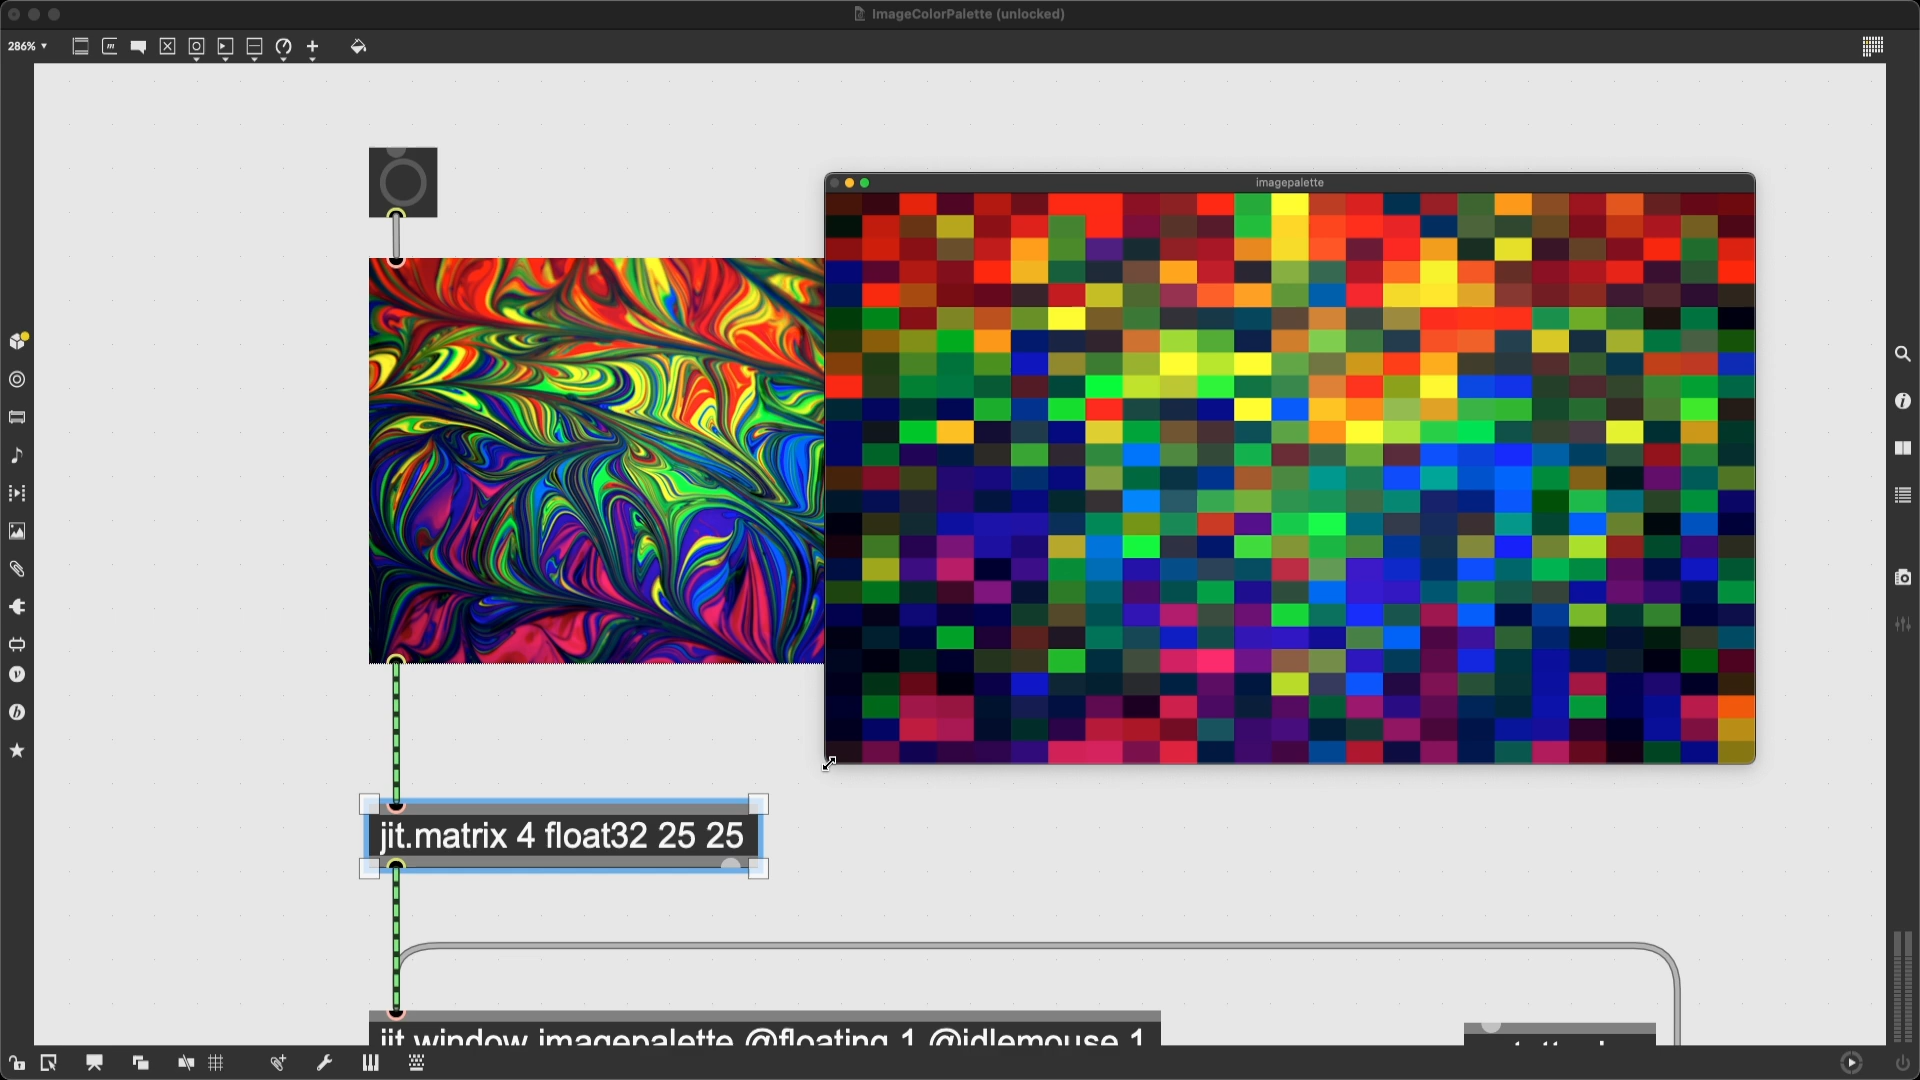 ImageColorPalette (unlocked)
286%
imagepalette
jit.matrix 4 float32 25 25
jit.window imagepalette @floating 1 @idlemouse 1